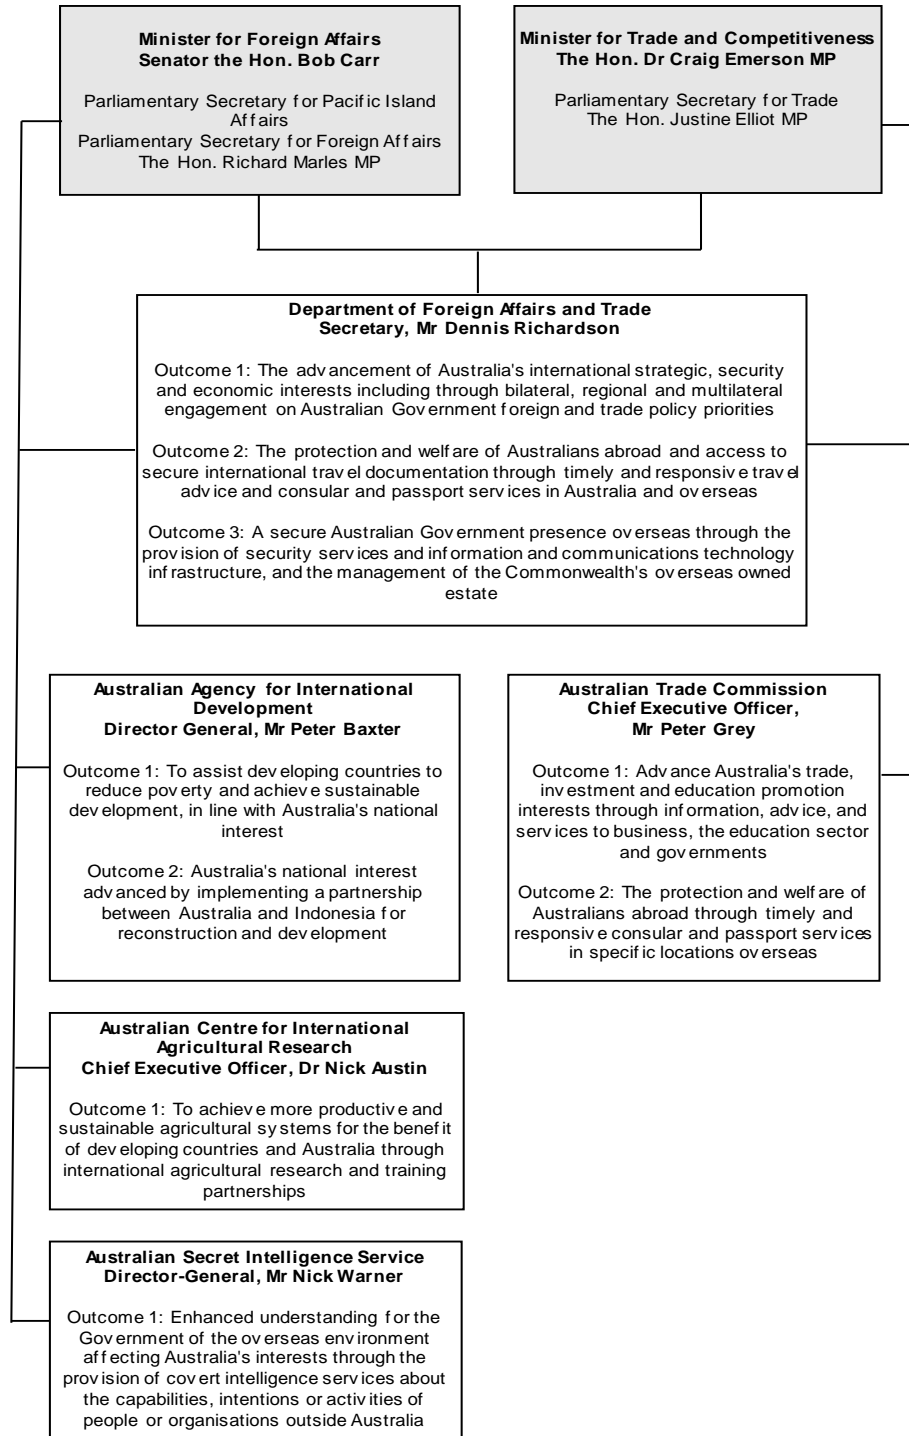 Minister for Foreign Affairs
Senator the Hon. Bob Carr
Parliamentary Secretary for Pacific Island
Affairs
Parliamentary Secretary for Foreign Affairs
The Hon. Richard Marles MP
Minister for Trade and Competitiveness
The Hon. Dr Craig Emerson MP
Parliamentary Secretary for Trade
The Hon. Justine Elliot MP
Department of Foreign Affairs and Trade
Secretary, Mr Dennis Richardson
Outcome 1: The advancement of Australia's international strategic, security
and economic interests including through bilateral, regional and multilateral
engagement on Australian Government foreign and trade policy priorities
Outcome 2: The protection and welfare of Australians abroad and access to
secure international travel documentation through timely and responsive travel
advice and consular and passport services in Australia and overseas
Outcome 3: A secure Australian Government presence overseas through the
provision of security services and information and communications technology
infrastructure, and the management of the Commonwealth's overseas owned
estate
Australian Agency for International
Development
Director General, Mr Peter Baxter
Outcome 1: To assist developing countries to
reduce poverty and achieve sustainable
development, in line with Australia's national
interest
Outcome 2: Australia's national interest
advanced by implementing a partnership
between Australia and Indonesia for
reconstruction and development
Australian Trade Commission
Chief Executive Officer,
Mr Peter Grey
Outcome 1: Advance Australia's trade,
investment and education promotion
interests through information, advice, and
services to business, the education sector
and governments
Outcome 2: The protection and welfare of
Australians abroad through timely and
responsive consular and passport services
in specific locations overseas
Australian Centre for International
Agricultural Research
Chief Executive Officer, Dr Nick Austin
Outcome 1: To achieve more productive and
sustainable agricultural systems for the benefit
of developing countries and Australia through
international agricultural research and training
partnerships
Australian Secret Intelligence Service
Director-General, Mr Nick Warner
Outcome 1: Enhanced understanding for the
Government of the overseas environment
affecting Australia's interests through the
provision of covert intelligence services about
the capabilities, intentions or activities of
people or organisations outside Australia